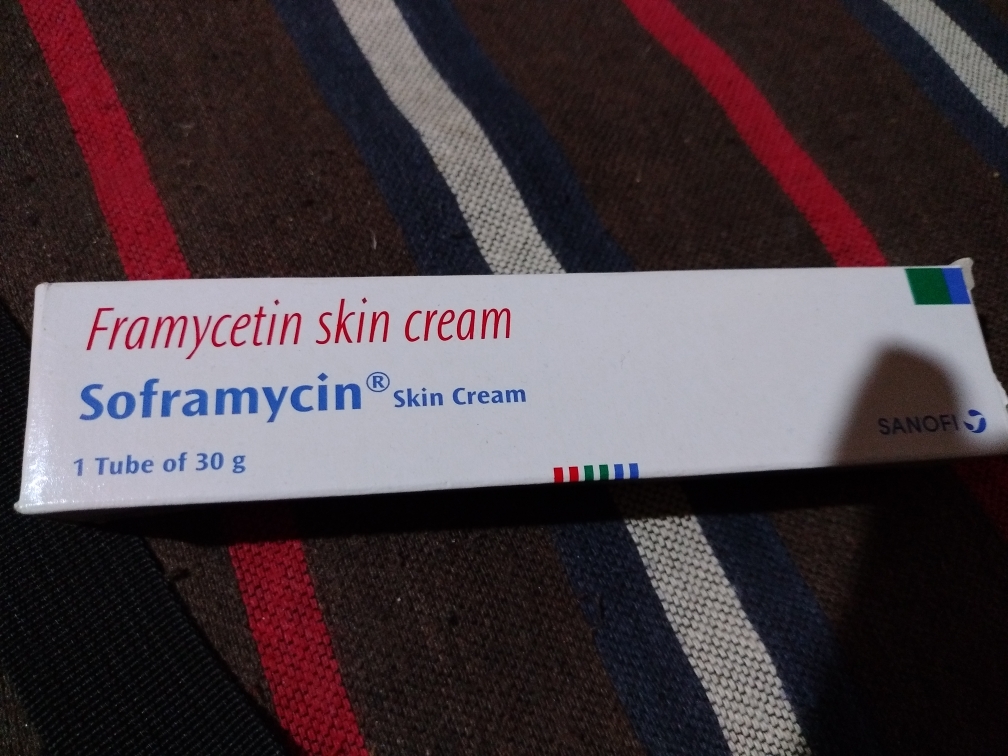 Framycetin skin cream
Soframycin® Skin Cream
1 Tube of 30 g
SANOFI